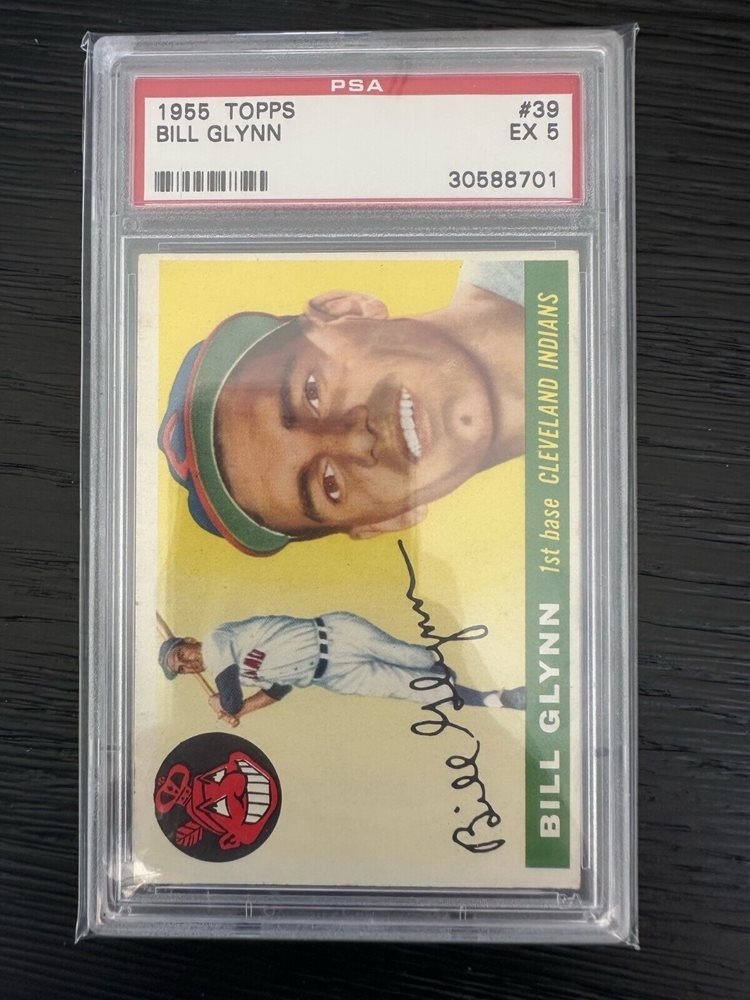 PSA
1955 TOPPS #39
BILL GLYNN EX 5
30588701
BILL GLYNN 1st base CLEVELAND INDIANS
Bill Glynn